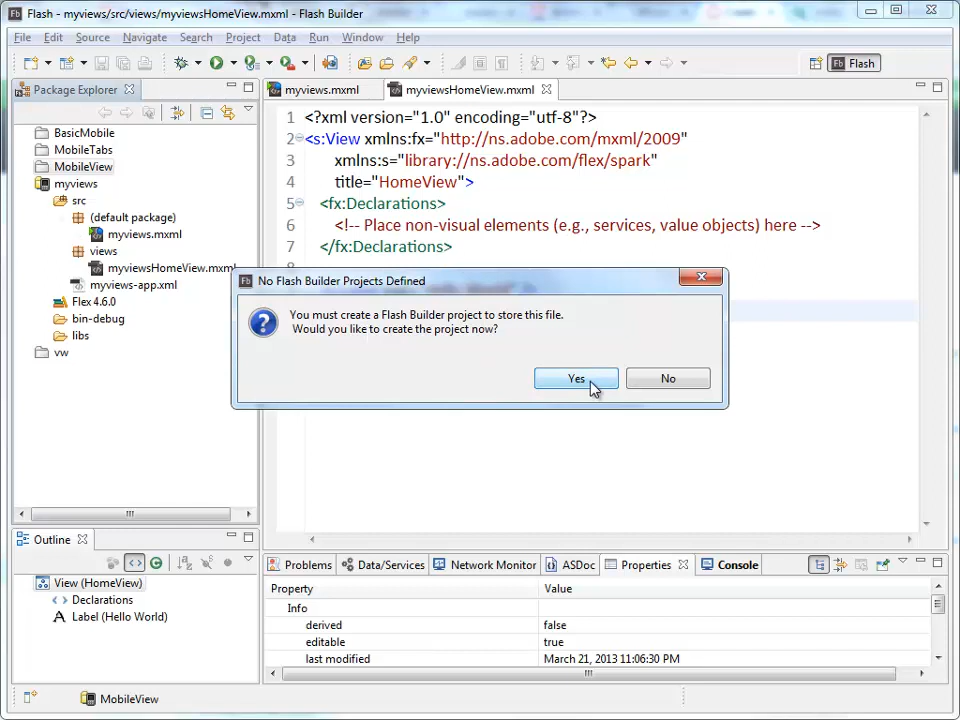 Fb Flash - myviews/src/views/myviewsHomeView.mxml - Flash Builder
File Edit Source Navigate Search Project Data Run Window Help
Fb Flash
Package Explorer
myviews.mxml
myviewsHomeView.mxml
BasicMobile
MobileTabs
MobileView
myviews
src
(default package)
myviews.mxml
views
myviewsHomeView.mxml
myviews-app.xml
Flex 4.6.0
bin-debug
libs
vw
1 <?xml version="1.0" encoding="utf-8"?>
2 <s:View xmlns:fx="http://ns.adobe.com/mxml/2009"
3 xmlns:s="library://ns.adobe.com/flex/spark"
4 title="HomeView">
5 <fx:Declarations>
6 <!-- Place non-visual elements (e.g., services, value objects) here -->
7 </fx:Declarations>
Fb No Flash Builder Projects Defined
You must create a Flash Builder project to store this file.
Would you like to create the project now?
Yes No
Outline
View (HomeView)
Declarations
A Label (Hello World)
Problems Data/Services Network Monitor ASDoc Properties Console
Property Value
Info
derived false
editable true
last modified March 21, 2013 11:06:30 PM
MobileView